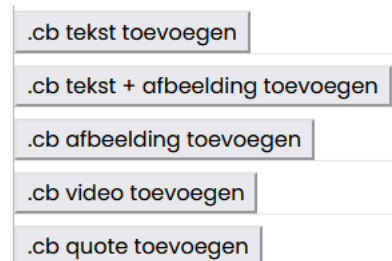 .cb tekst toevoegen
.cb tekst + afbeelding toevoegen
.cb afbeelding toevoegen
.cb video toevoegen
.cb quote toevoegen